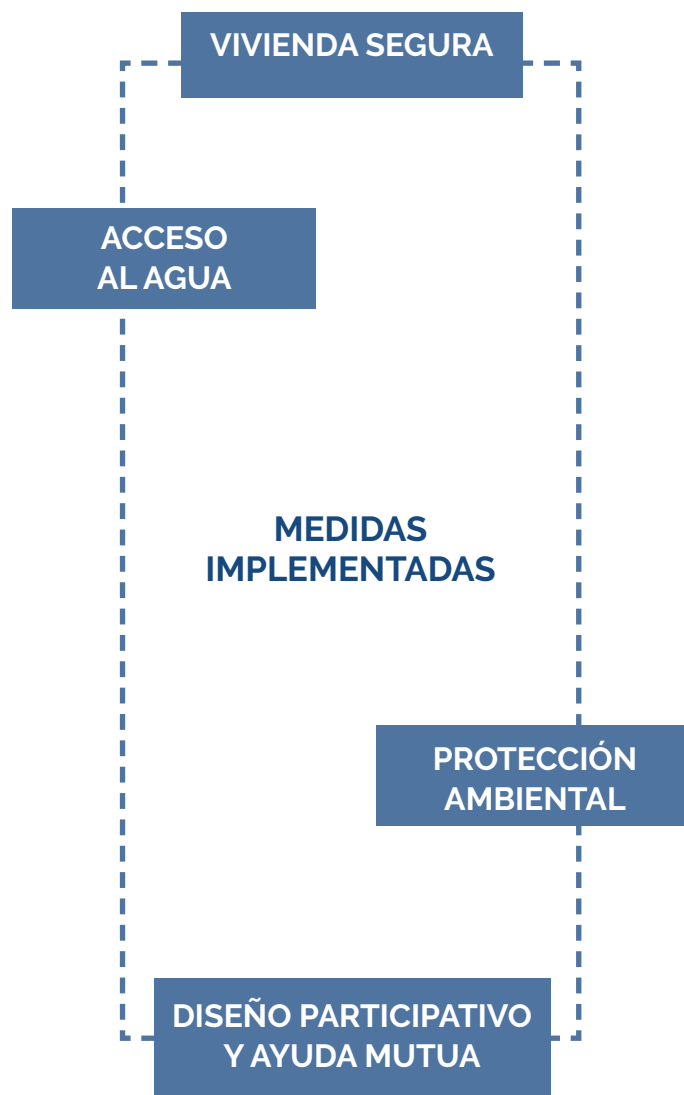 VIVIENDA SEGURA
ACCESO
AL AGUA
MEDIDAS
IMPLEMENTADAS
PROTECCIÓN
AMBIENTAL
DISEÑO PARTICIPATIVO
Y AYUDA MUTUA